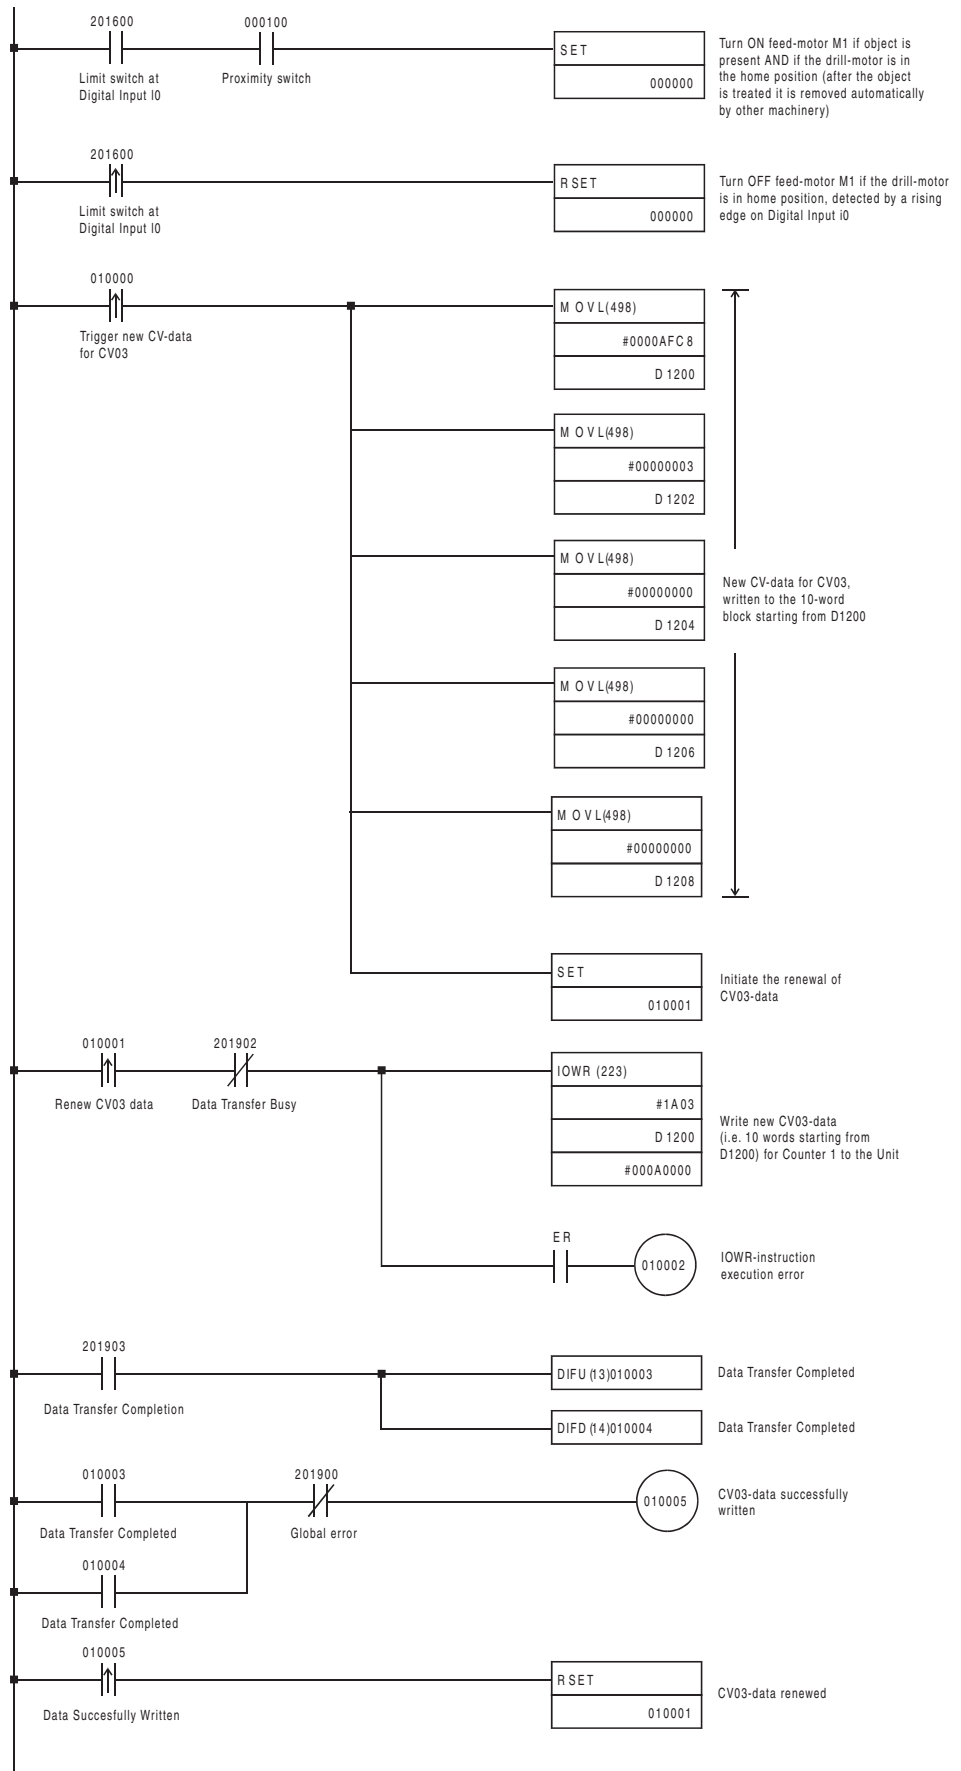 201600
000100
SET
000000
Limit switch at
Digital Input I0
Proximity switch
Turn ON feed-motor M1 if object is
present AND if the drill-motor is in
the home position (after the object
is treated it is removed automatically
by other machinery)
201600
RSET
000000
Limit switch at
Digital Input I0
Turn OFF feed-motor M1 if the drill-motor
is in home position, detected by a rising
edge on Digital Input i0
010000
Trigger new CV-data
for CV03
MOVL(498)
#0000AFC8
D1200
MOVL(498)
#00000003
D1202
MOVL(498)
#00000000
D1204
New CV-data for CV03,
written to the 10-word
block starting from D1200
MOVL(498)
#00000000
D1206
MOVL(498)
#00000000
D1208
SET
010001
Initiate the renewal of
CV03-data
010001
201902
Renew CV03 data
Data Transfer Busy
IOWR (223)
#1A03
D1200
#000A0000
Write new CV03-data
(i.e. 10 words starting from
D1200) for Counter 1 to the Unit
ER
010002
IOWR-instruction
execution error
201903
Data Transfer Completion
DIFU (13)010003
Data Transfer Completed
DIFD (14)010004
Data Transfer Completed
010003
201900
Data Transfer Completed
Global error
010005
CV03-data successfully
written
010004
Data Transfer Completed
010005
Data Succesfully Written
RSET
010001
CV03-data renewed